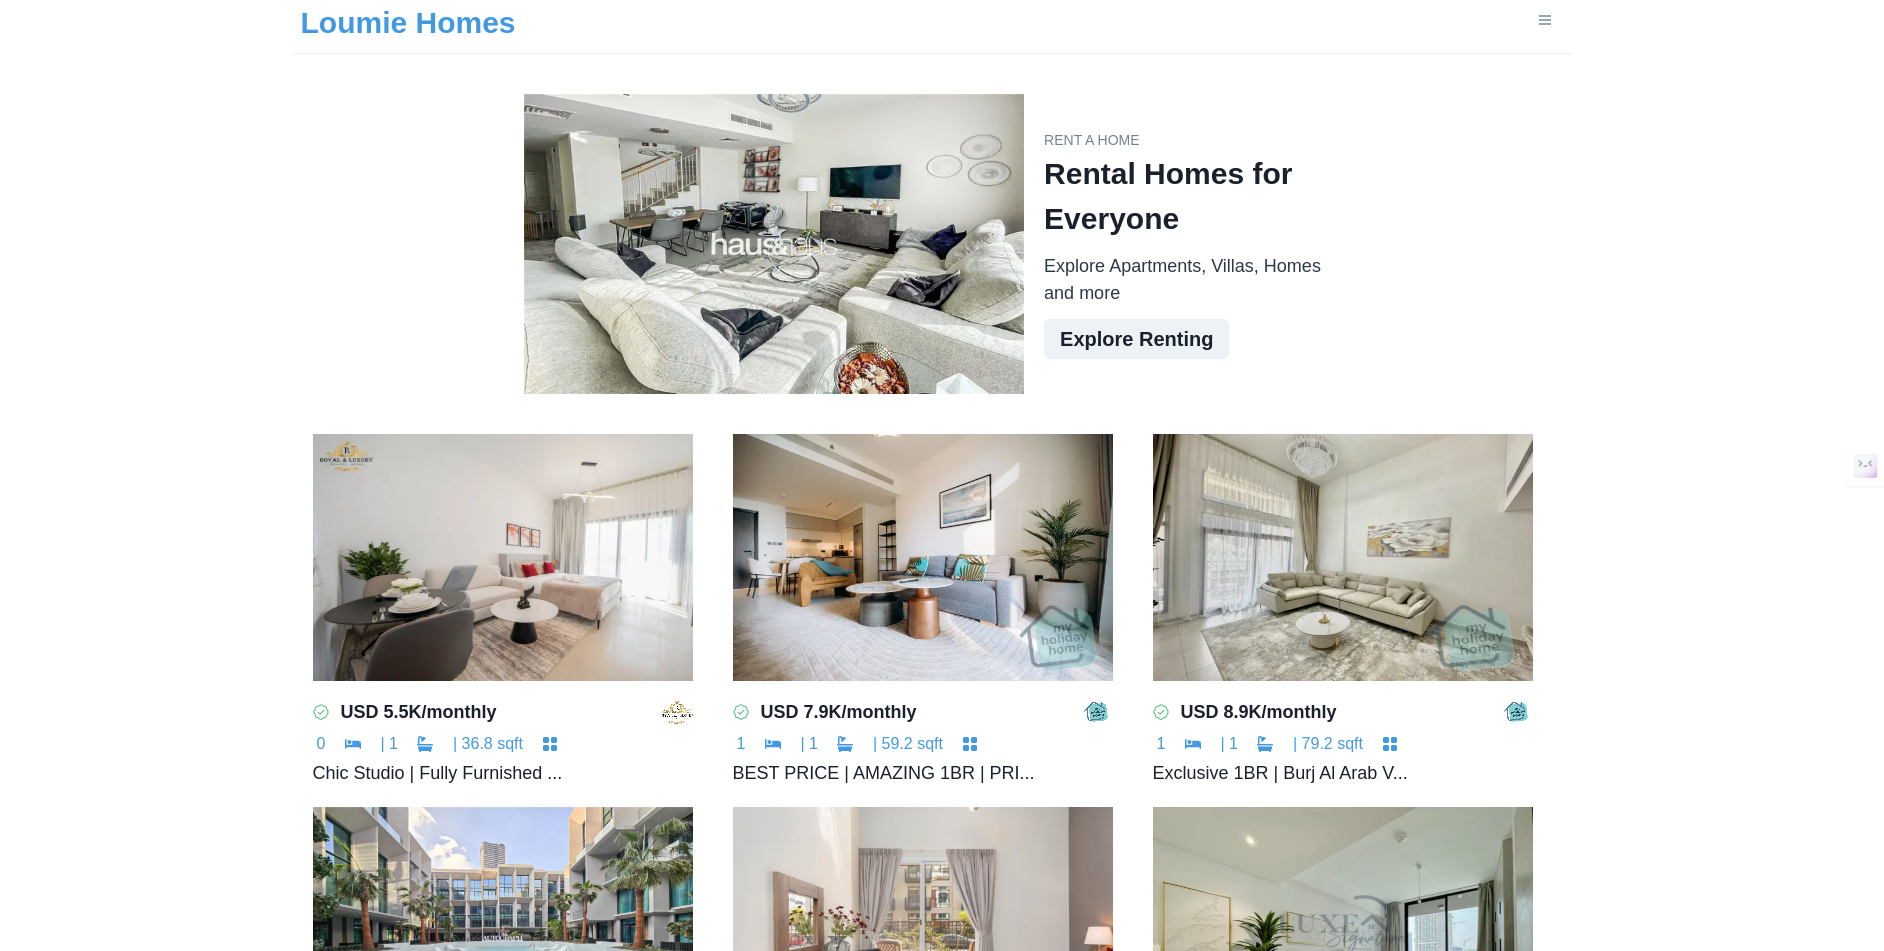 Loumie Homes
haus&haus
RENT A HOME
Rental Homes for
Everyone
Explore Apartments, Villas, Homes
and more
Explore Renting
ROYAL & LUXURY
my
holiday
home
my
holiday
home
USD 5.5K/monthly
0 | 1 | 36.8 sqft
Chic Studio | Fully Furnished ...
USD 7.9K/monthly
1 | 1 | 59.2 sqft
BEST PRICE | AMAZING 1BR | PRI...
USD 8.9K/monthly
1 | 1 | 79.2 sqft
Exclusive 1BR | Burj Al Arab V...
LUXE
Signature